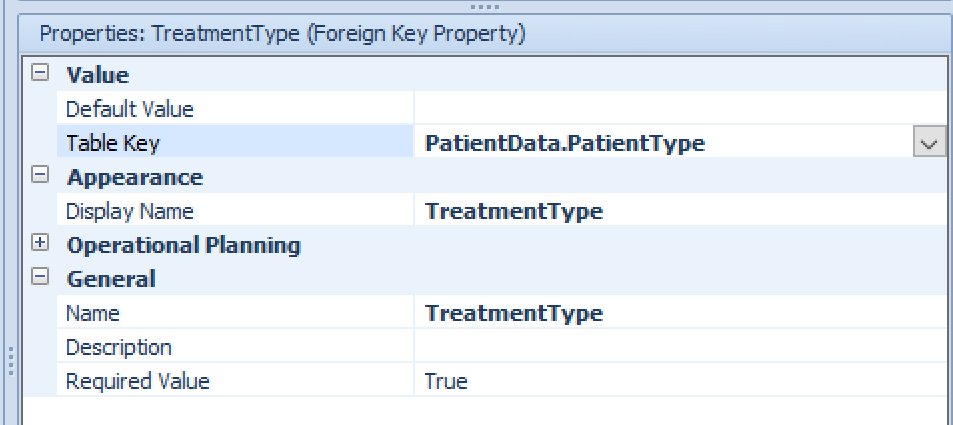 Properties: TreatmentType (Foreign Key Property)
Value
Default Value
Table Key PatientData.PatientType
Appearance
Display Name TreatmentType
Operational Planning
General
Name TreatmentType
Description
Required Value True